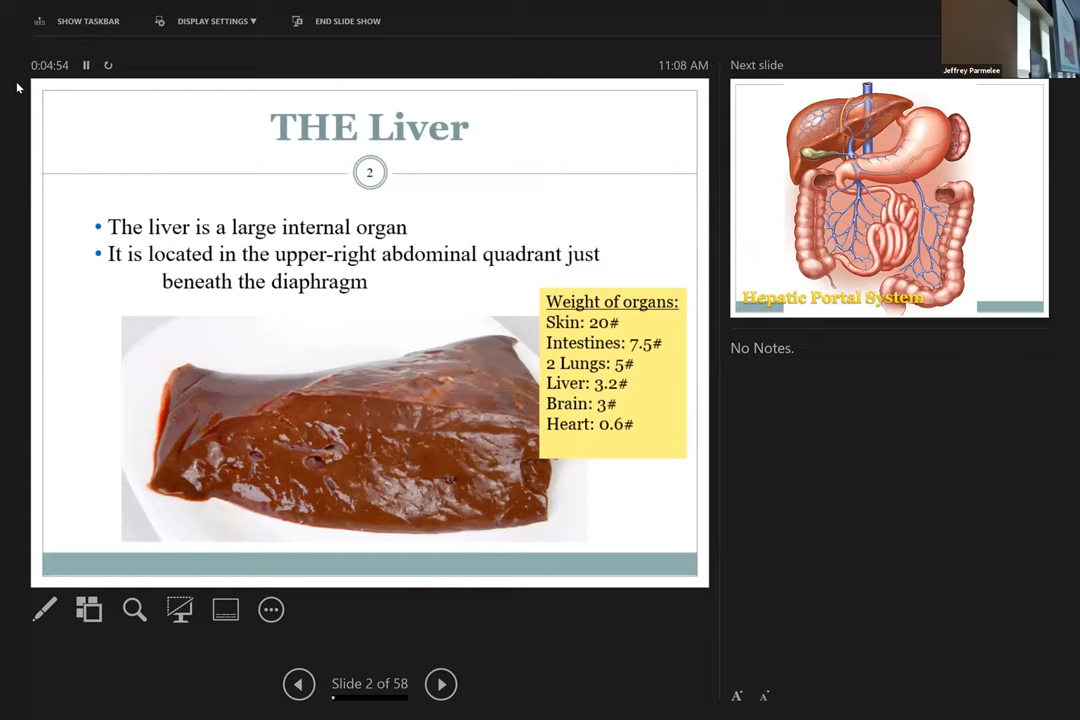 SHOW TASKBAR
DISPLAY SETTINGS ▼
END SLIDE SHOW
Jeffrey Parmelee
0:04:54
11:08 AM
Next slide
THE Liver
2
• The liver is a large internal organ
• It is located in the upper-right abdominal quadrant just
beneath the diaphragm
Weight of organs:
Skin: 20#
Intestines: 7.5#
2 Lungs: 5#
Liver: 3.2#
Brain: 3#
Heart: 0.6#
Hepatic Portal System
No Notes.
Slide 2 of 58
A A